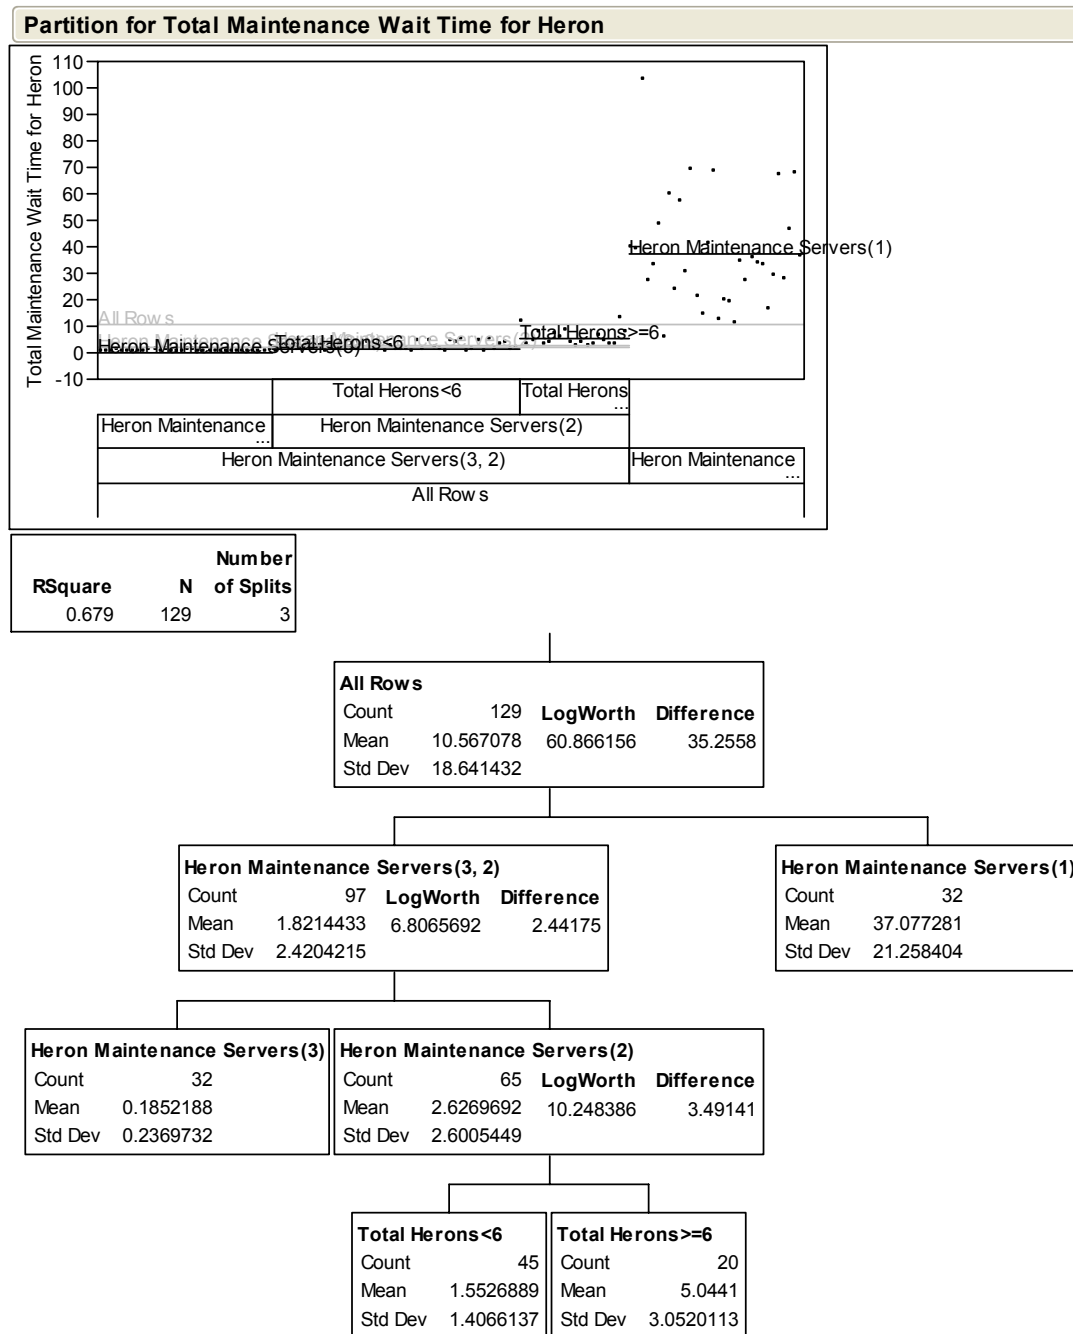 Partition for Total Maintenance Wait Time for Heron
Total Maintenance Wait Time for Heron
110
100
90
80
70
60
50
40
30
20
10
0
-10
All Rows
Heron Maintenance Servers(3)
Total Herons<6
Total Herons>=6
Heron Maintenance Servers(1)
Total Herons<6
Total Herons
...
Heron Maintenance
...
Heron Maintenance Servers(2)
Heron Maintenance Servers(3, 2)
Heron Maintenance
...
All Rows
RSquare N Number of Splits
0.679 129 3
All Rows
Count 129 LogWorth Difference
Mean 10.567078 60.866156 35.2558
Std Dev 18.641432
Heron Maintenance Servers(3, 2)
Count 97 LogWorth Difference
Mean 1.8214433 6.8065692 2.44175
Std Dev 2.4204215
Heron Maintenance Servers(1)
Count 32
Mean 37.077281
Std Dev 21.258404
Heron Maintenance Servers(3)
Count 32
Mean 0.1852188
Std Dev 0.2369732
Heron Maintenance Servers(2)
Count 65 LogWorth Difference
Mean 2.6269692 10.248386 3.49141
Std Dev 2.6005449
Total Herons<6
Count 45
Mean 1.5526889
Std Dev 1.4066137
Total Herons>=6
Count 20
Mean 5.0441
Std Dev 3.0520113